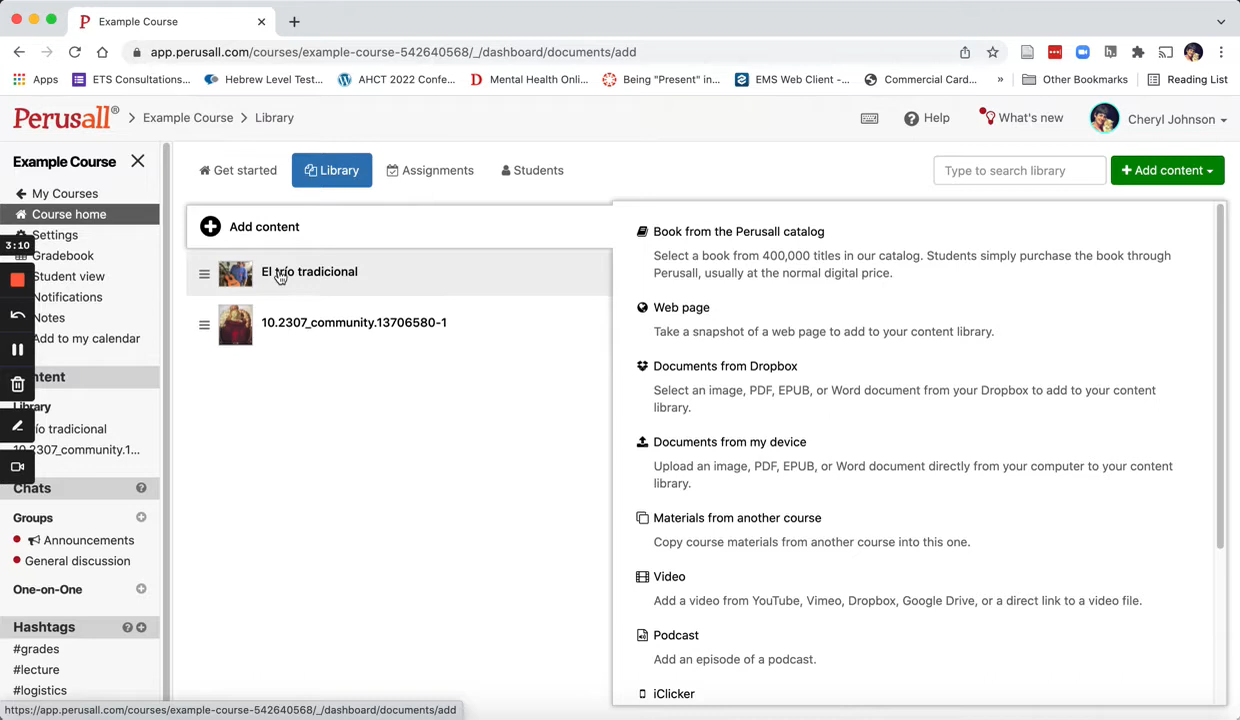 Example Course
app.perusall.com/courses/example-course-542640568/_/dashboard/documents/add
Apps
ETS Consultations...
Hebrew Level Test...
AHCT 2022 Confe...
Mental Health Onli...
Being "Present" in...
EMS Web Client -...
Commercial Card...
»
Other Bookmarks
Reading List
Perusall® > Example Course > Library
Help
What's new
Cheryl Johnson
Example Course
My Courses
Course home
Settings
3:10
Gradebook
Student view
Notifications
Notes
Add to my calendar
ntent
Library
ío tradicional
10.2307_community.1...
Chats
Groups
Announcements
General discussion
One-on-One
Hashtags
#grades
#lecture
#logistics
Get started
Library
Assignments
Students
Type to search library
+ Add content
Add content
El trío tradicional
10.2307_community.13706580-1
Book from the Perusall catalog
Select a book from 400,000 titles in our catalog. Students simply purchase the book through
Perusall, usually at the normal digital price.
Web page
Take a snapshot of a web page to add to your content library.
Documents from Dropbox
Select an image, PDF, EPUB, or Word document from your Dropbox to add to your content
library.
Documents from my device
Upload an image, PDF, EPUB, or Word document directly from your computer to your content
library.
Materials from another course
Copy course materials from another course into this one.
Video
Add a video from YouTube, Vimeo, Dropbox, Google Drive, or a direct link to a video file.
Podcast
Add an episode of a podcast.
iClicker
https://app.perusall.com/courses/example-course-542640568/_/dashboard/documents/add